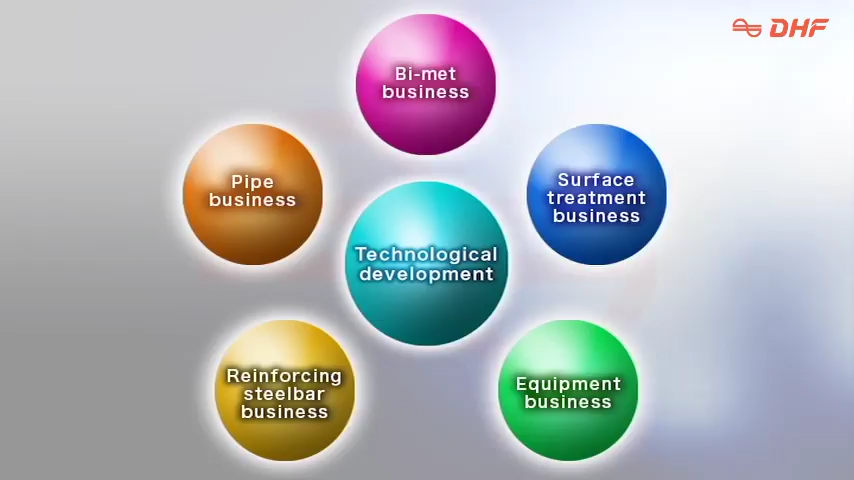 DHF
Bi-met
business
Pipe
business
Surface
treatment
business
Technological
development
Reinforcing
steelbar
business
Equipment
business